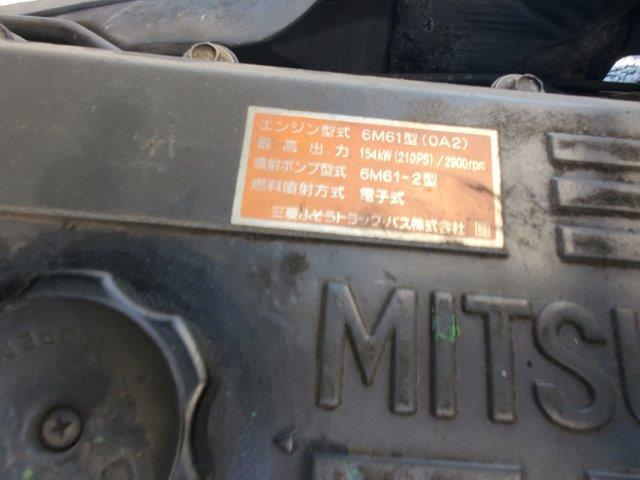 エンジン型式 6M61型(0A2)
最高出力 154kW(210PS)/2900rpm
噴射ポンプ型式 6M61-2型
燃料噴射方式 電子式
三菱ふそうトラック・バス株式会社
MITSU
OPEN